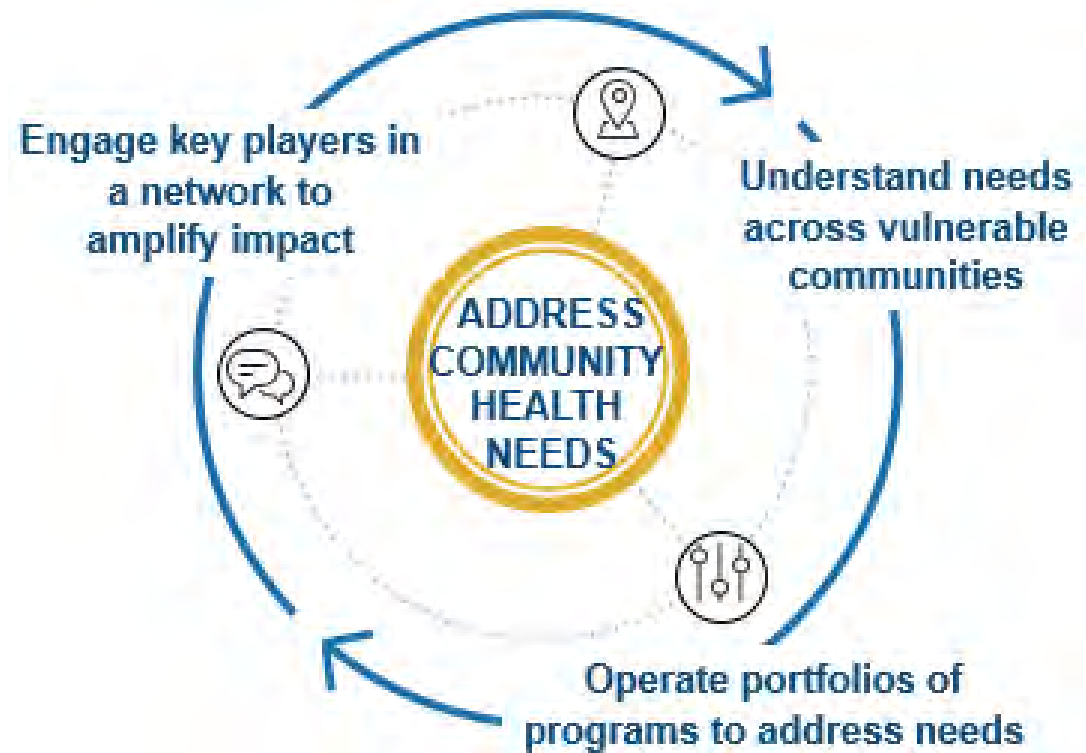 Engage key players in
a network to
amplify impact
Understand needs
across vulnerable
communities
ADDRESS
COMMUNITY
HEALTH
NEEDS
Operate portfolios of
programs to address needs